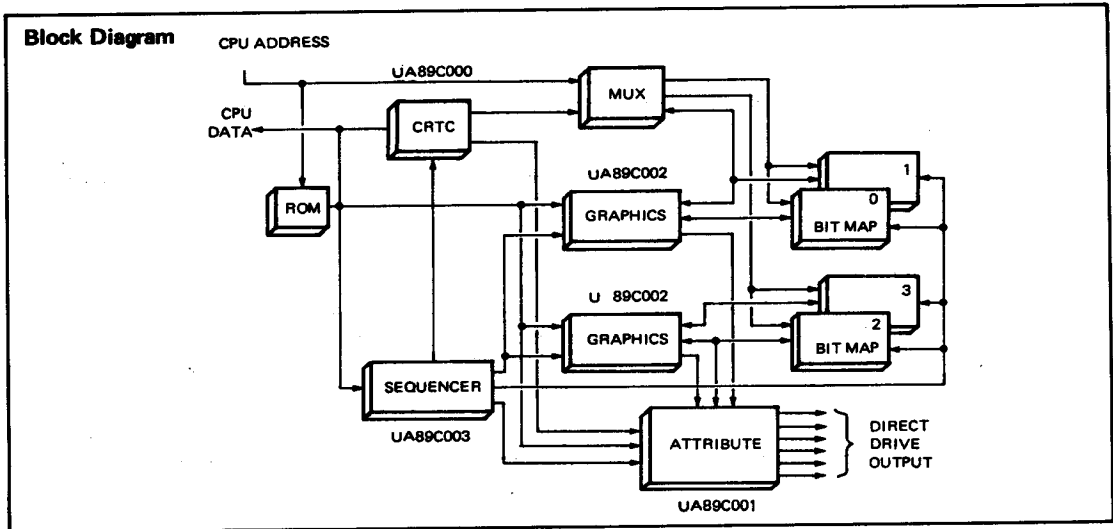 Block Diagram
CPU ADDRESS
UA89C000
MUX
CPU
DATA
CRTC
1
UA89C002
0
ROM
GRAPHICS
BIT MAP
U 89C002
3
GRAPHICS
2
BIT MAP
SEQUENCER
UA89C003
ATTRIBUTE
DIRECT
DRIVE
OUTPUT
UA89C001